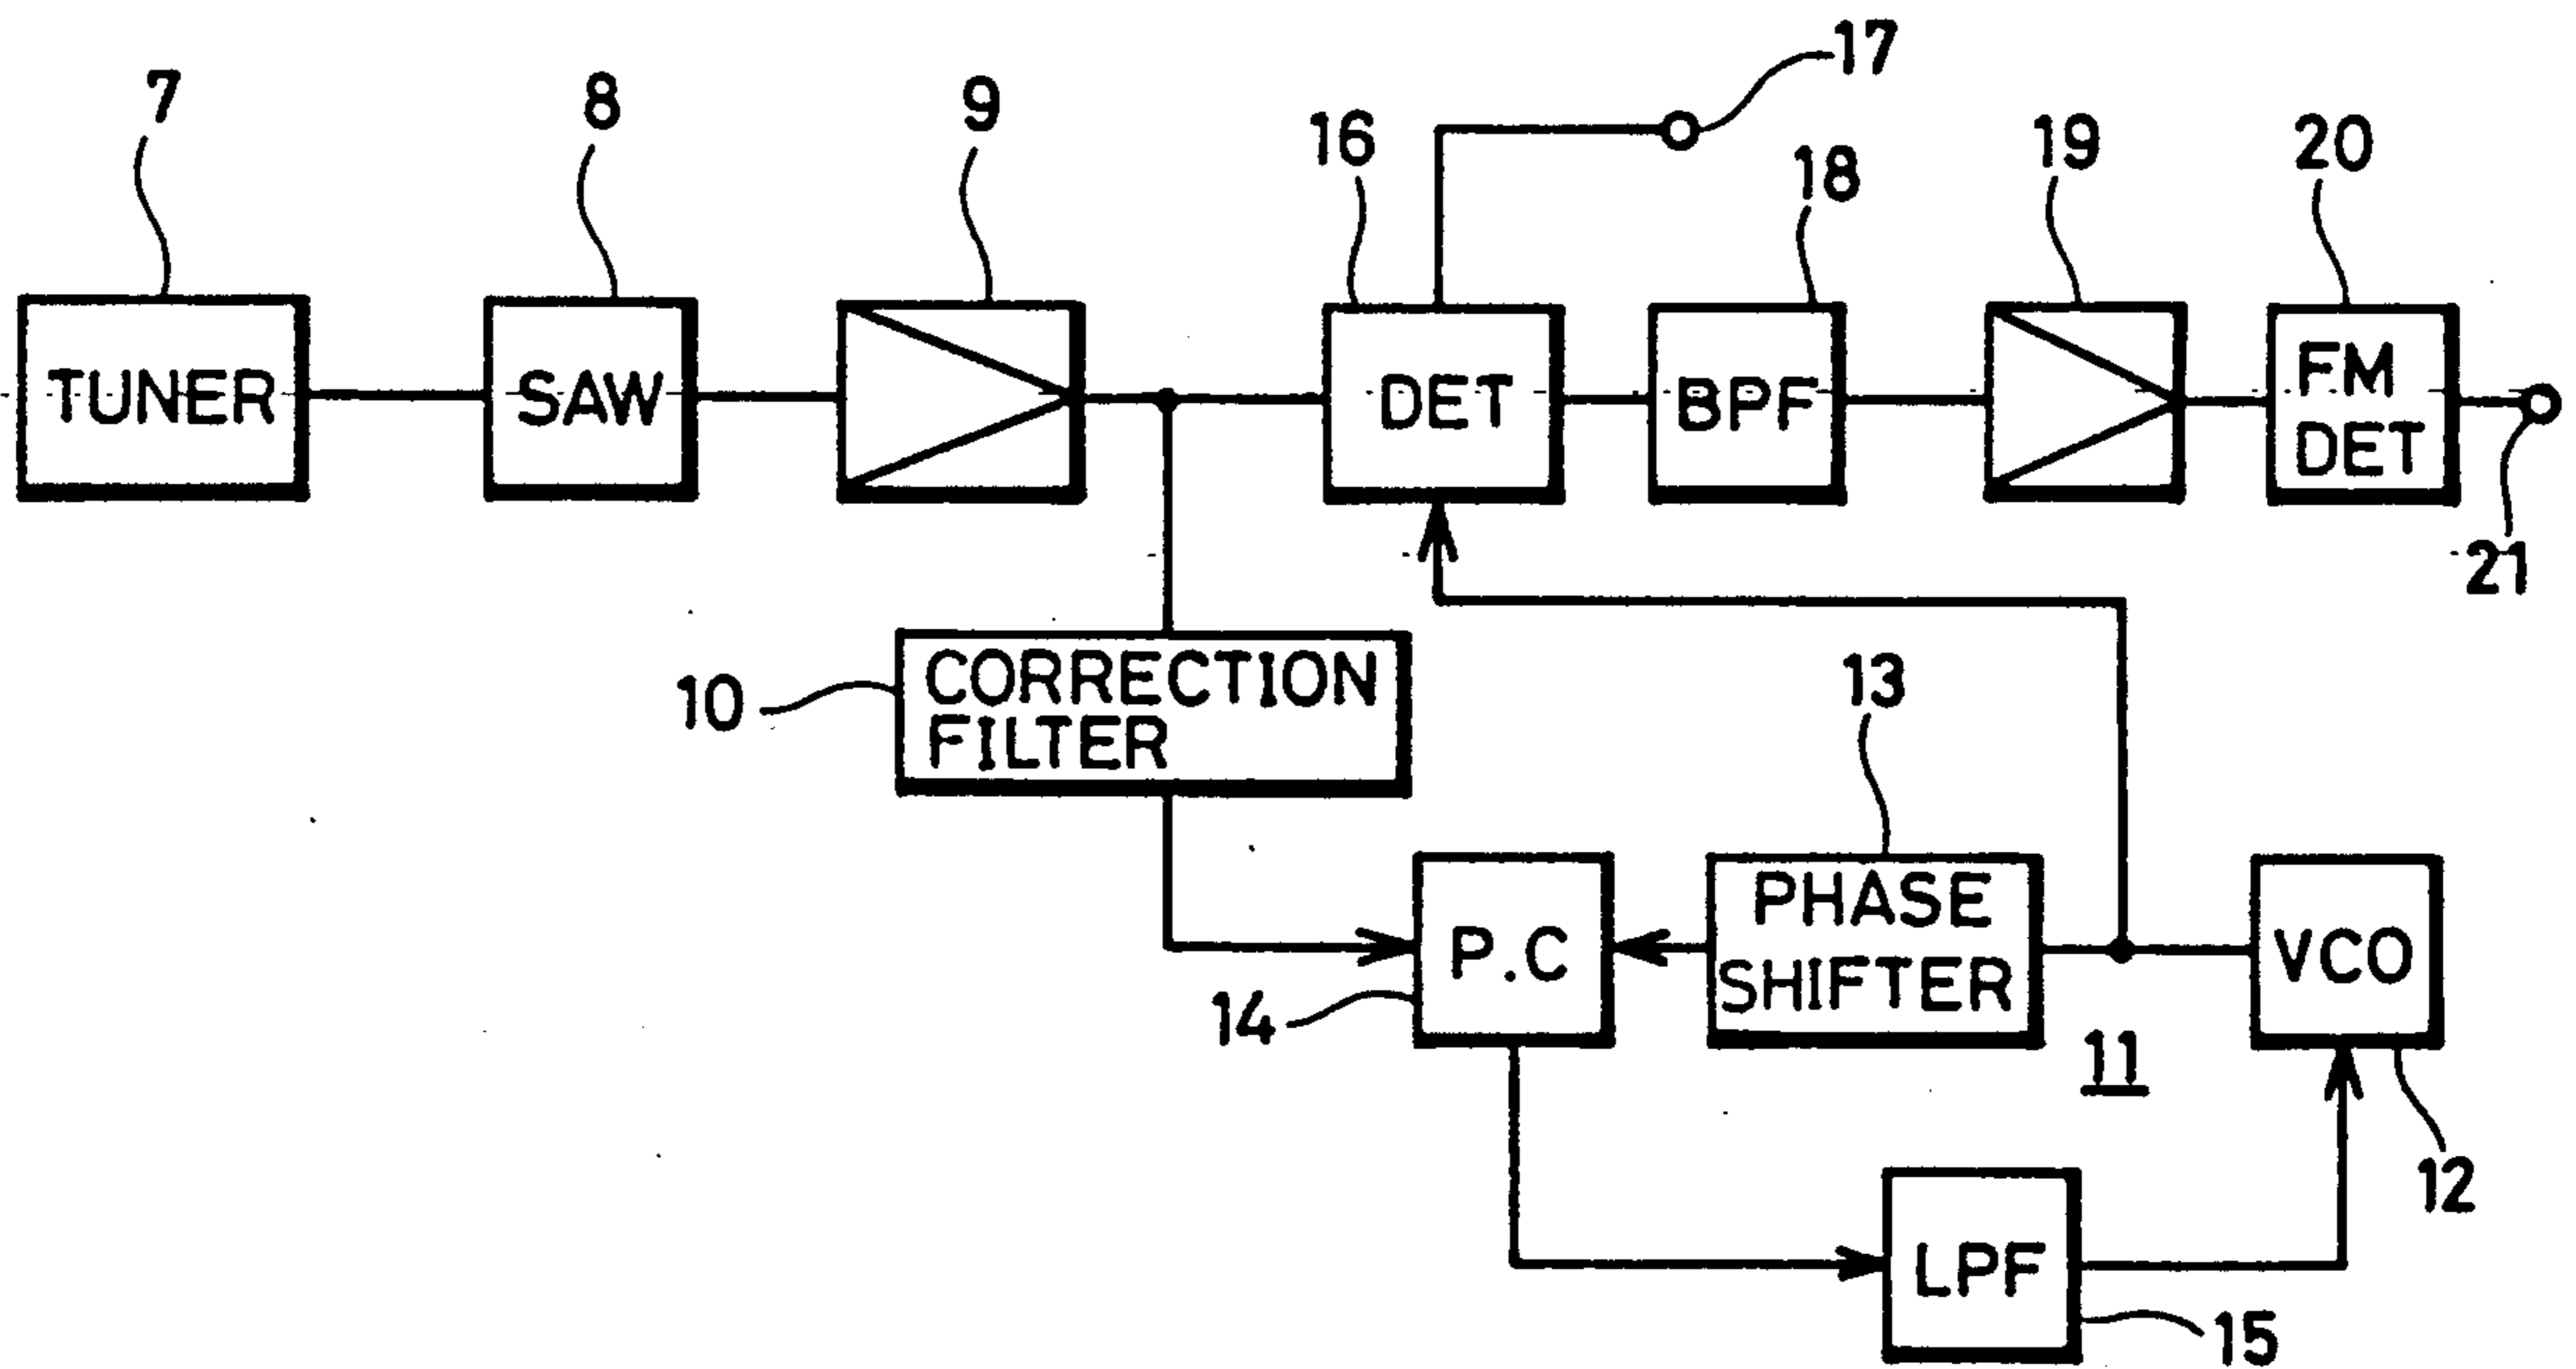 17
7
8
9
16
18
19
20
TUNER
SAW
DET
BPF
FM
DET
21
10
CORRECTION
FILTER
13
P.C
PHASE
SHIFTER
VCO
14
11
12
LPF
15